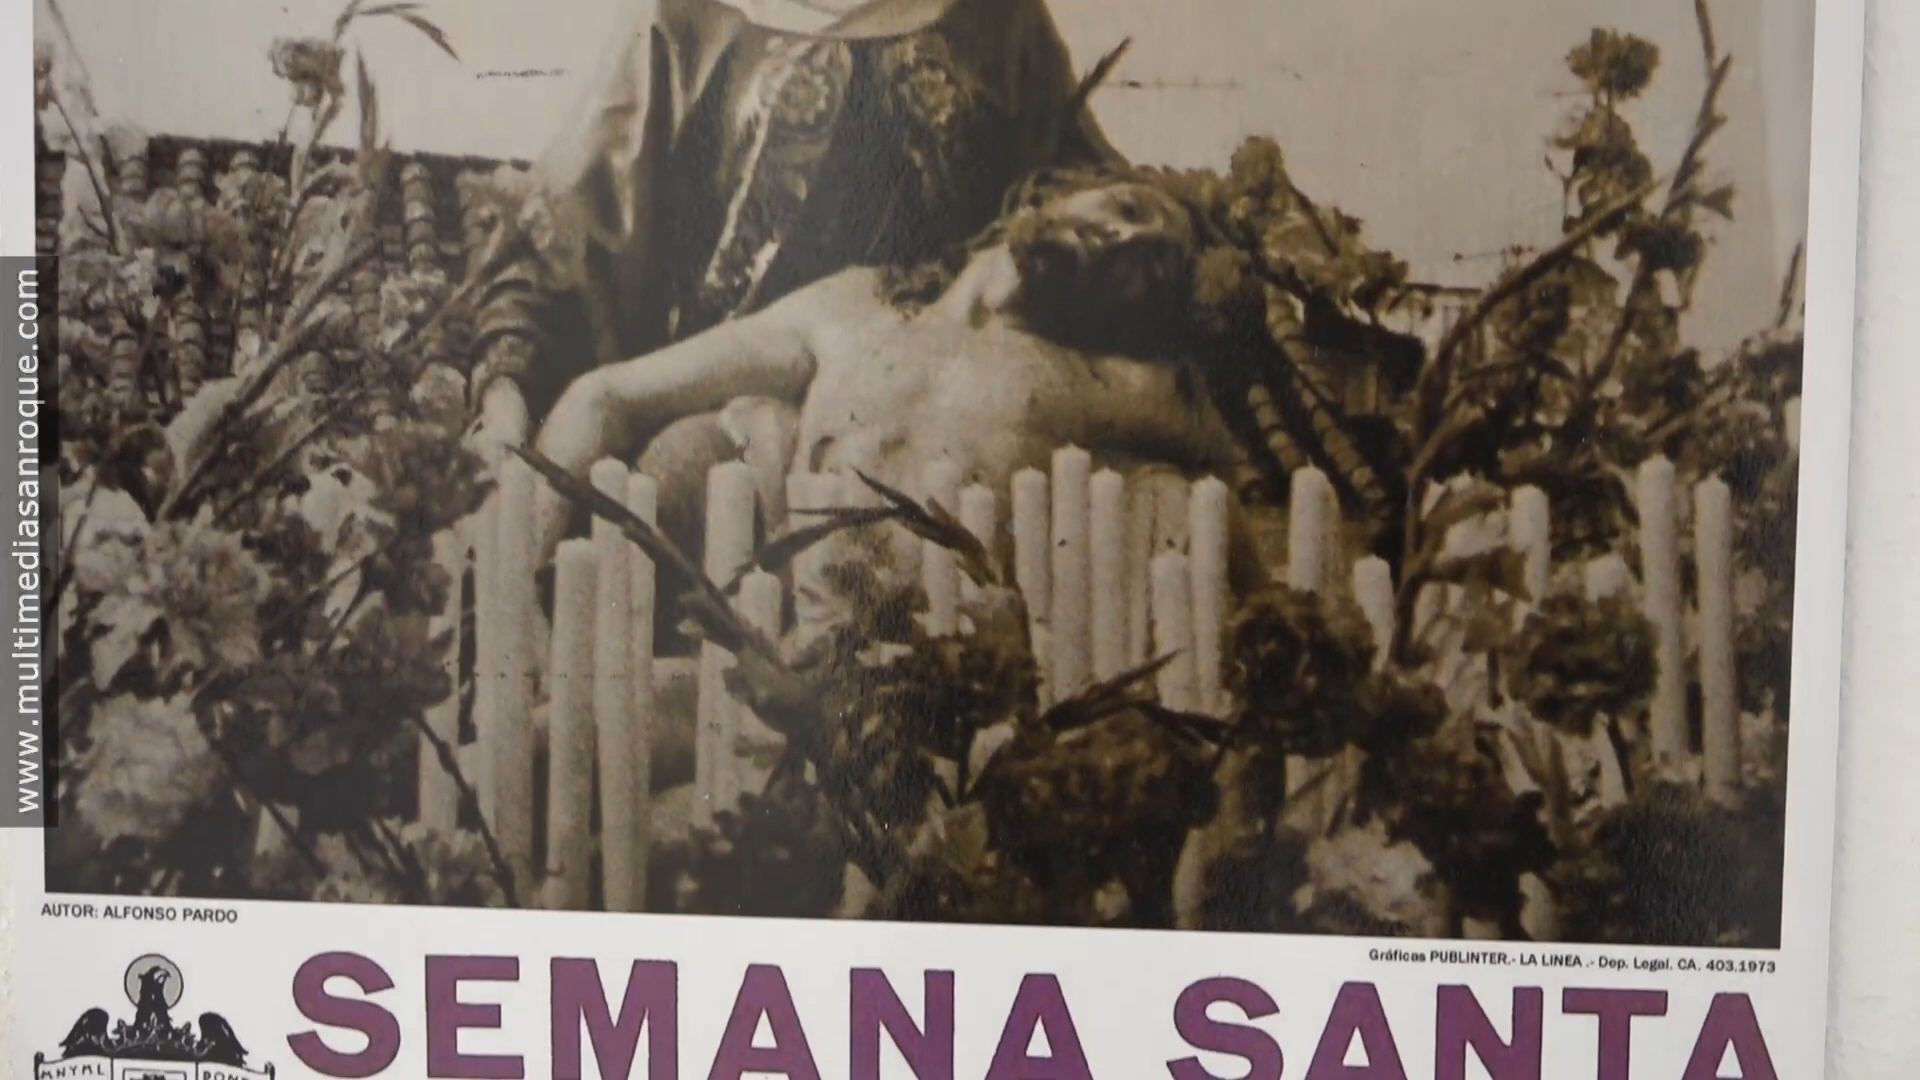 www.multimediasanroque.com
AUTOR: ALFONSO PARDO
Gráficas PUBLINTER.- LA LINEA .- Dep. Legal. CA. 403.1973
SEMANA SANTA